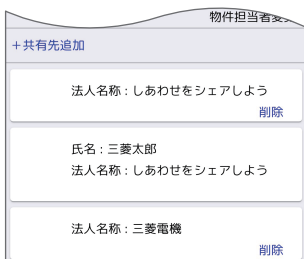 物件担当者変
+共有先追加
法人名称:しあわせをシェアしよう
削除
氏名:三菱太郎
法人名称:しあわせをシェアしよう
法人名称:三菱電機
削除